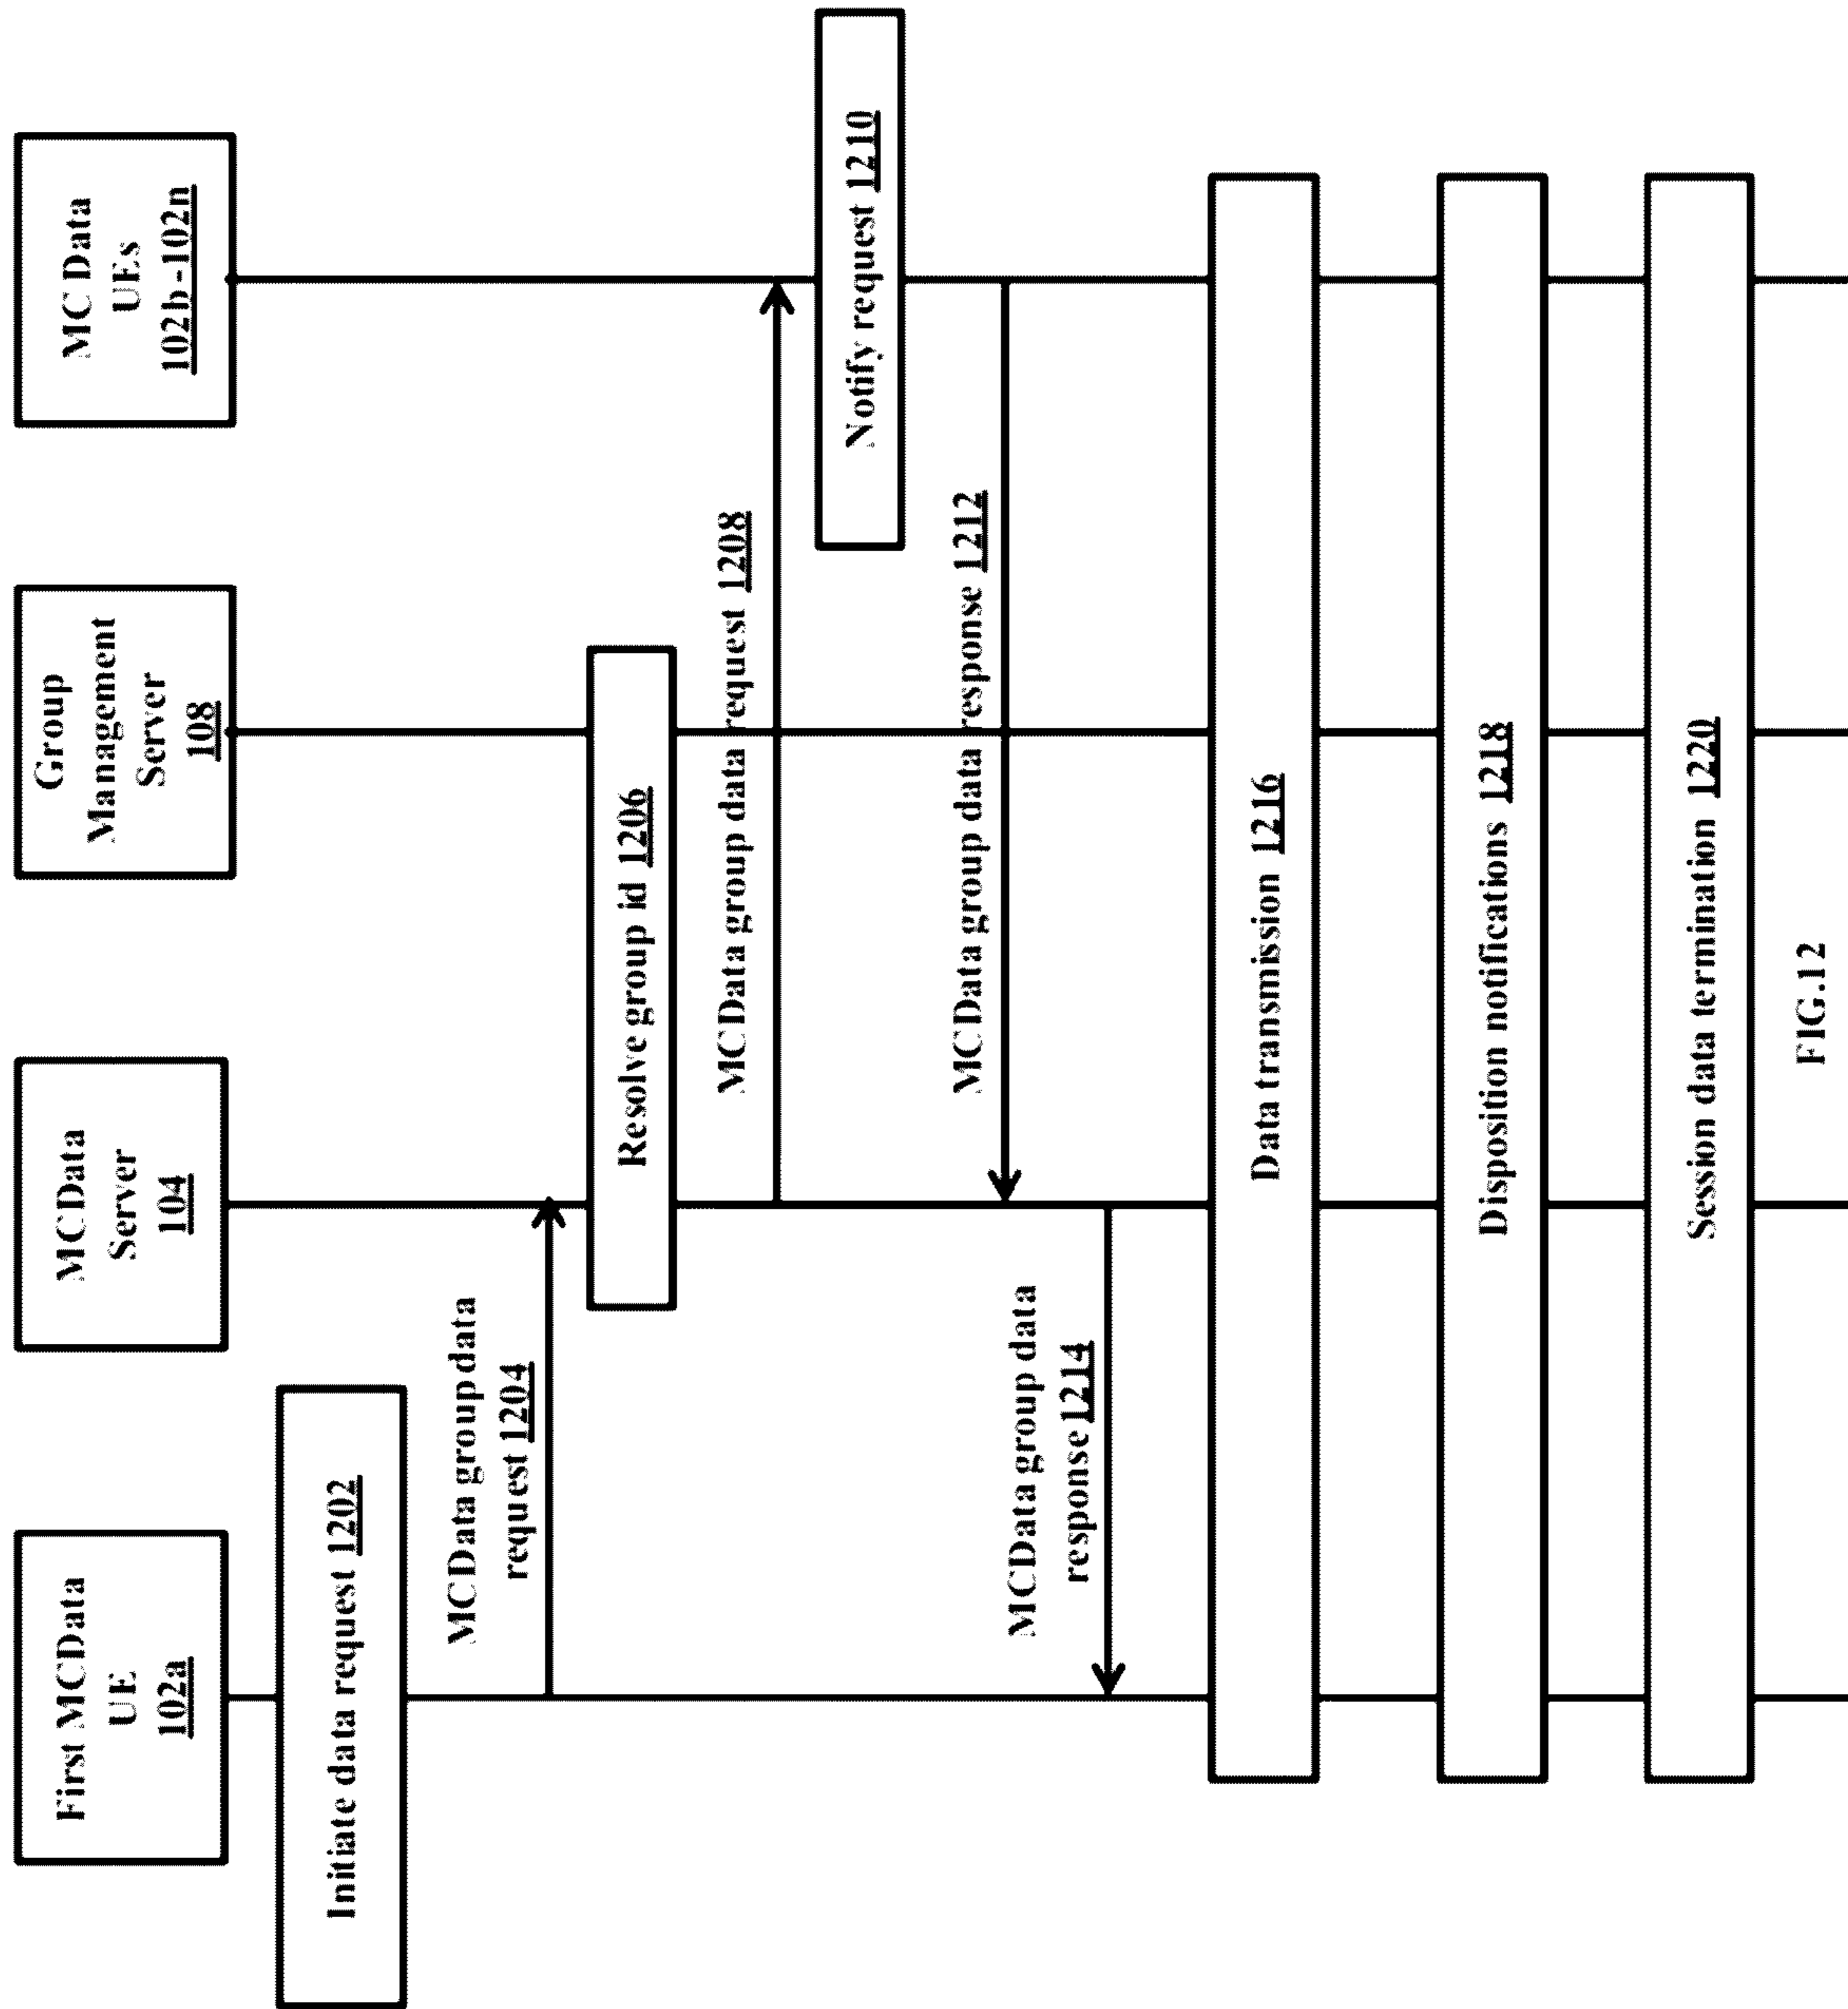 First MCData
UE
102a
MCData
Server
104
Group
Management
Server
108
MC Data
UEs
102b-102n
Initiate data request 1202
MCData group data
request 1204
Resolve group id 1206
MCData group data request 1208
Notify request 1210
MCData group data response 1212
MCData group data
response 1214
Data transmission 1216
Disposition notifications 1218
Session data termination 1220
FIG.12